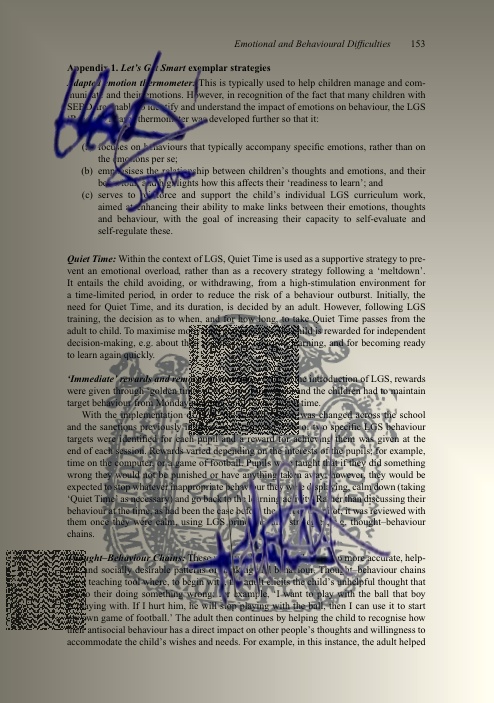 Emotional and Behavioural Difficulties 153
Appendix 1. Let's Get Smart exemplar strategies
Adapted emotion thermometer: This is typically used to help children manage and com-
their emotions. However, in recognition of the fact that many children with
SEBD are unable to identify and understand the impact of emotions on behaviour, the LGS
thermometer was developed further so that it:
(a) focuses on behaviours that typically accompany specific emotions, rather than on
the emotions per se;
(b) emphasises the relationship between children's thoughts and emotions, and their
and highlights how this affects their 'readiness to learn'; and
(c) serves to reinforce and support the child's individual LGS curriculum work,
aimed at enhancing their ability to make links between their emotions, thoughts
and behaviour, with the goal of increasing their capacity to self-evaluate and
self-regulate these.
Quiet Time: Within the context of LGS, Quiet Time is used as a supportive strategy to pre-
vent an emotional overload, rather than as a recovery strategy following a 'meltdown'.
It entails the child avoiding, or withdrawing, from a high-stimulation environment for
a time-limited period, in order to reduce the risk of a behaviour outburst. Initially, the
need for Quiet Time, and its duration, is decided by an adult. However, following LGS
training, the decision as to when, and for how long, to take Quiet Time passes from the
adult to child. To maximise child is rewarded for independent
decision-making, e.g. about the learning, and for becoming ready
to learn again quickly.
'Immediate' rewards and the introduction of LGS, rewards
were given through 'golden and the children had to maintain
target behaviour from Monday time.
With the implementation was changed across the school
and the sanctions previously or two specific LGS behaviour
targets were identified for each pupil and a reward for achieving them was given at the
end of each session. Rewards varied depending on the interests of the pupils; for example,
time on the computer, or a game of football. Pupils were taught that if they did something
wrong they would not be punished or have anything taken away; however, they would be
expected to stop whatever inappropriate behaviour they were displaying, calm down (taking
'Quiet Time' as necessary) and go back to the learning activity. Rather than discussing their
behaviour at the time, as had been the case before it was reviewed with
them once they were calm, using LGS e.g. thought–behaviour
chains.
Thought–Behaviour Chains: These more accurate, help-
and socially desirable patterns of behaviour. Thought–behaviour chains
teaching tool where, to begin with, the adult elicits the child's unhelpful thought that
to their doing something wrong, for example, 'I want to play with the ball that boy
playing with. If I hurt him, he will stop playing with the ball, then I can use it to start
own game of football.' The adult then continues by helping the child to recognise how
their antisocial behaviour has a direct impact on other people's thoughts and willingness to
accommodate the child's wishes and needs. For example, in this instance, the adult helped